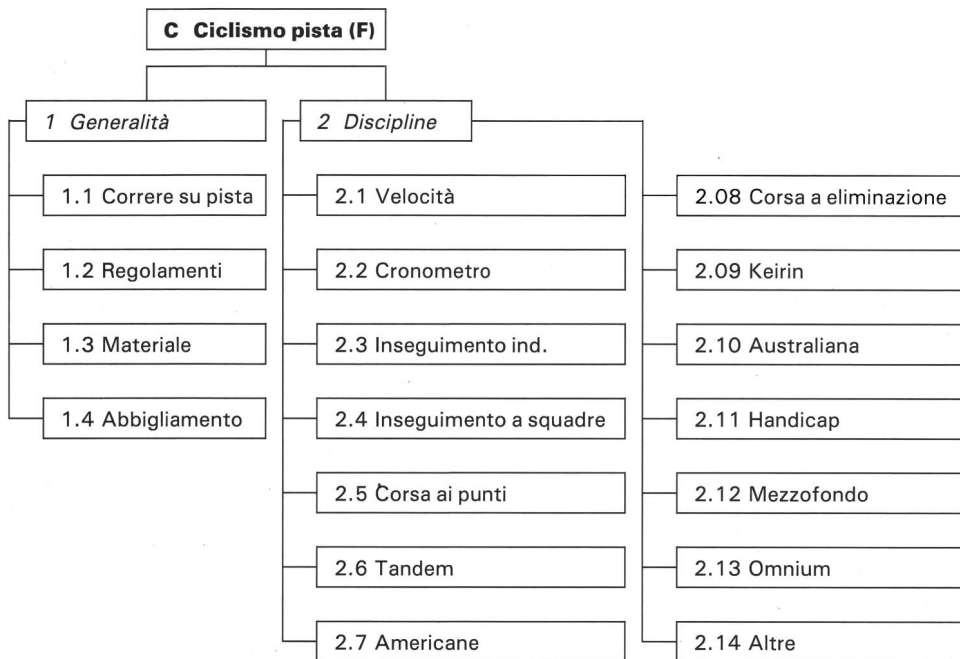 C Ciclismo pista (F)
1 Generalità
1.1 Correre su pista
1.2 Regolamenti
1.3 Materiale
1.4 Abbigliamento
2 Discipline
2.1 Velocità
2.2 Cronometro
2.3 Inseguimento ind.
2.4 Inseguimento a squadre
2.5 Corsa ai punti
2.6 Tandem
2.7 Americane
2.08 Corsa a eliminazione
2.09 Keirin
2.10 Australiana
2.11 Handicap
2.12 Mezzofondo
2.13 Omnium
2.14 Altre